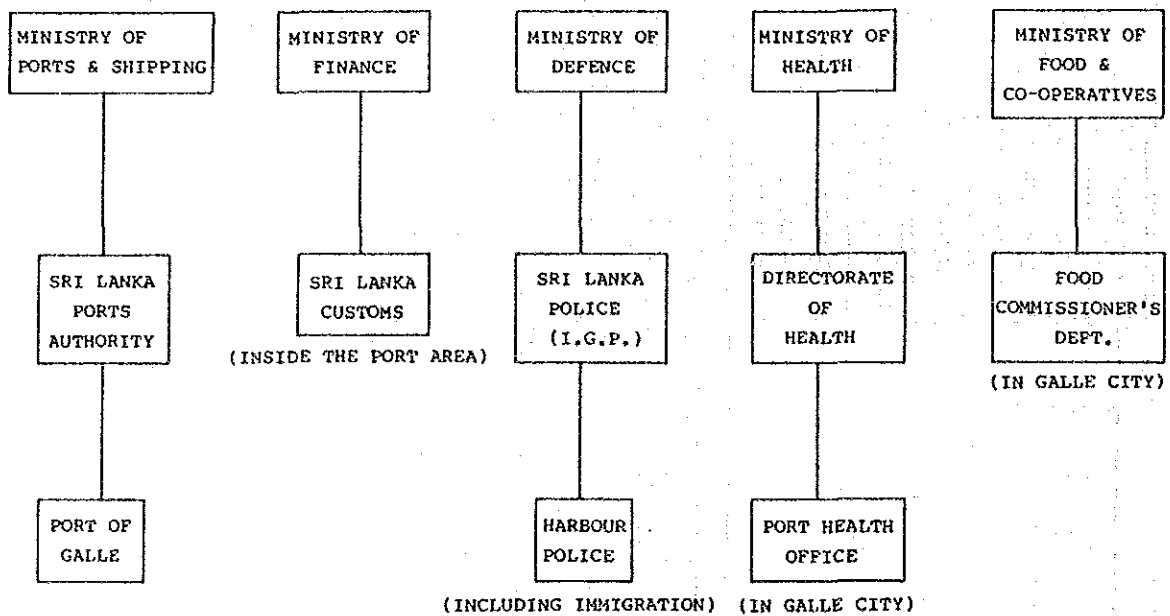 MINISTRY OF
PORTS & SHIPPING
MINISTRY OF
FINANCE
MINISTRY OF
DEFENCE
MINISTRY OF
HEALTH
MINISTRY OF
FOOD &
CO-OPERATIVES
SRI LANKA
PORTS
AUTHORITY
SRI LANKA
CUSTOMS
(INSIDE THE PORT AREA)
SRI LANKA
POLICE
(I.G.P.)
DIRECTORATE
OF
HEALTH
FOOD
COMMISSIONER'S
DEPT.
(IN GALLE CITY)
PORT OF
GALLE
HARBOUR
POLICE
(INCLUDING IMMIGRATION)
PORT HEALTH
OFFICE
(IN GALLE CITY)